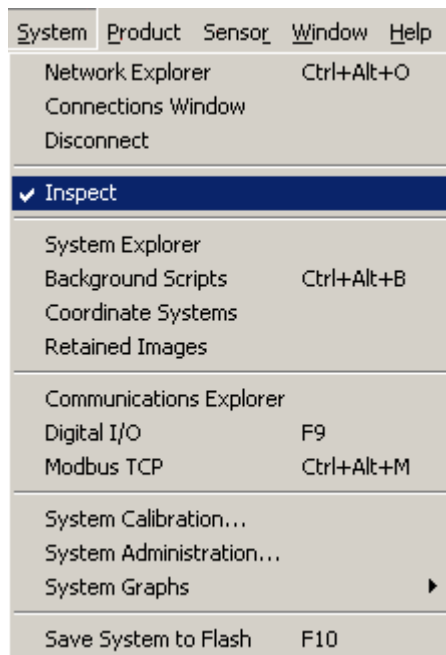 System Product Sensor Window Help
Network Explorer Ctrl+Alt+O
Connections Window
Disconnect
Inspect
System Explorer
Background Scripts Ctrl+Alt+B
Coordinate Systems
Retained Images
Communications Explorer
Digital I/O F9
Modbus TCP Ctrl+Alt+M
System Calibration...
System Administration...
System Graphs
Save System to Flash F10